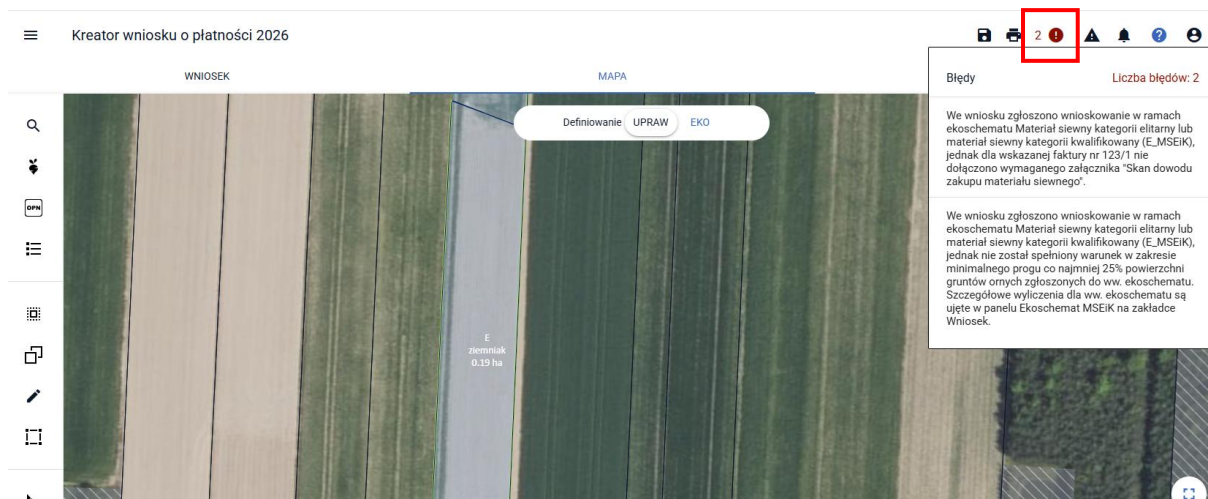 Kreator wniosku o płatności 2026
2
WNIOSEK
MAPA
Błędy
Liczba błędów: 2
Definiowanie UPRAW EKO
We wniosku zgłoszono wnioskowanie w ramach
ekoschematu Materiał siewny kategorii elitarny lub
materiał siewny kategorii kwalifikowany (E_MSEiK),
jednak dla wskazanej faktury nr 123/1 nie
dołączono wymaganego załącznika "Skan dowodu
zakupu materiału siewnego".
OPN
We wniosku zgłoszono wnioskowanie w ramach
ekoschematu Materiał siewny kategorii elitarny lub
materiał siewny kategorii kwalifikowany (E_MSEiK),
jednak nie został spełniony warunek w zakresie
minimalnego progu co najmniej 25% powierzchni
gruntów ornych zgłoszonych do ww. ekoschematu.
Szczegółowe wyliczenia dla ww. ekoschematu są
ujęte w panelu Ekoschemat MSEiK na zakładce
Wniosek.
E
ziemniak
0.19 ha